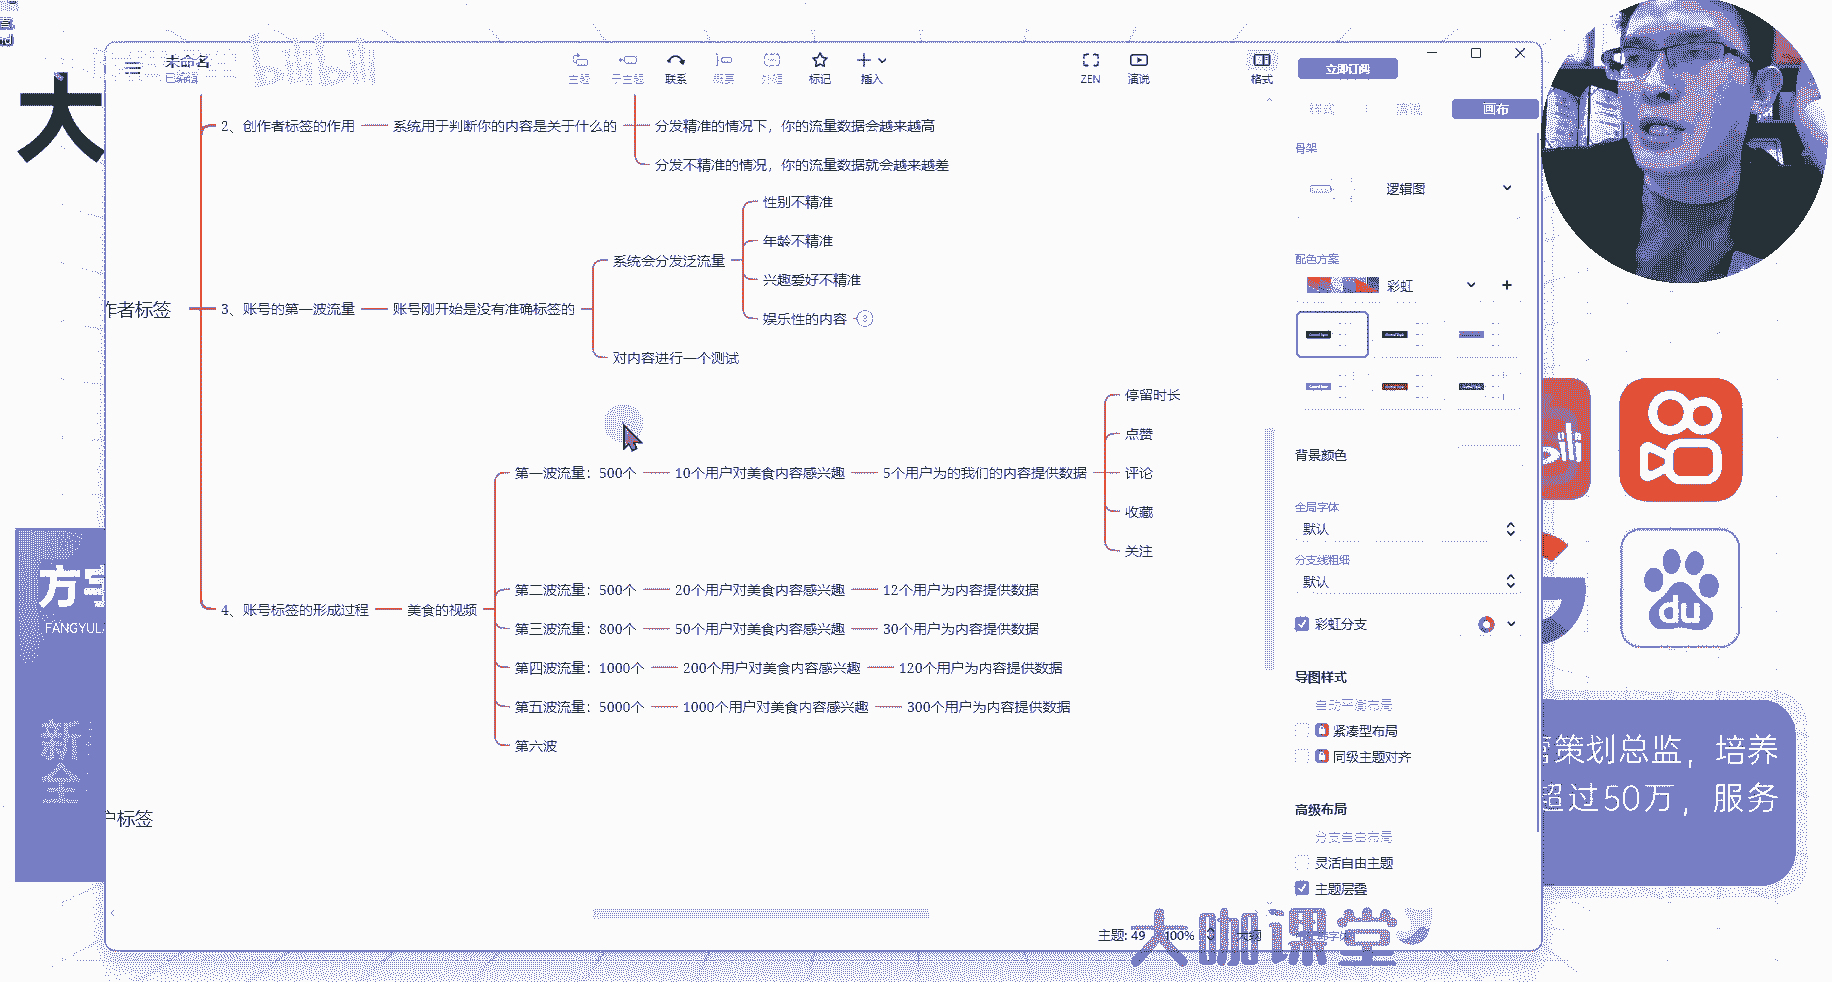 大
bilibili
未命名
已编辑
主题
子主题
联系
概要
外框
标记
插入
ZEN
演说
格式
立即订阅
样式
演说
画布
2、创作者标签的作用
系统用于判断你的内容是关于什么的
分发精准的情况下，你的流量数据会越来越高
分发不精准的情况，你的流量数据就会越来越差
作者标签
3、账号的第一波流量
账号刚开始是没有准确标签的
系统会分发泛流量
性别不精准
年龄不精准
兴趣爱好不精准
娱乐性的内容
对内容进行一个测试
4、账号标签的形成过程
美食的视频
第一波流量：500个
10个用户对美食内容感兴趣
5个用户为的我们的内容提供数据
停留时长
点赞
评论
收藏
关注
第二波流量：500个
20个用户对美食内容感兴趣
12个用户为内容提供数据
第三波流量：800个
50个用户对美食内容感兴趣
30个用户为内容提供数据
第四波流量：1000个
200个用户对美食内容感兴趣
120个用户为内容提供数据
第五波流量：5000个
1000个用户对美食内容感兴趣
300个用户为内容提供数据
第六波
户标签
骨架
逻辑图
配色方案
彩虹
背景颜色
全局字体
默认
分支线粗细
默认
彩虹分支
导图样式
自动平衡布局
紧凑型布局
同级主题对齐
高级布局
分支自由布局
灵活自由主题
主题层叠
主题: 49
100%
大纲
大咖课堂
方宇
FANGYU
新
全
du
营策划总监，培养
超过50万，服务